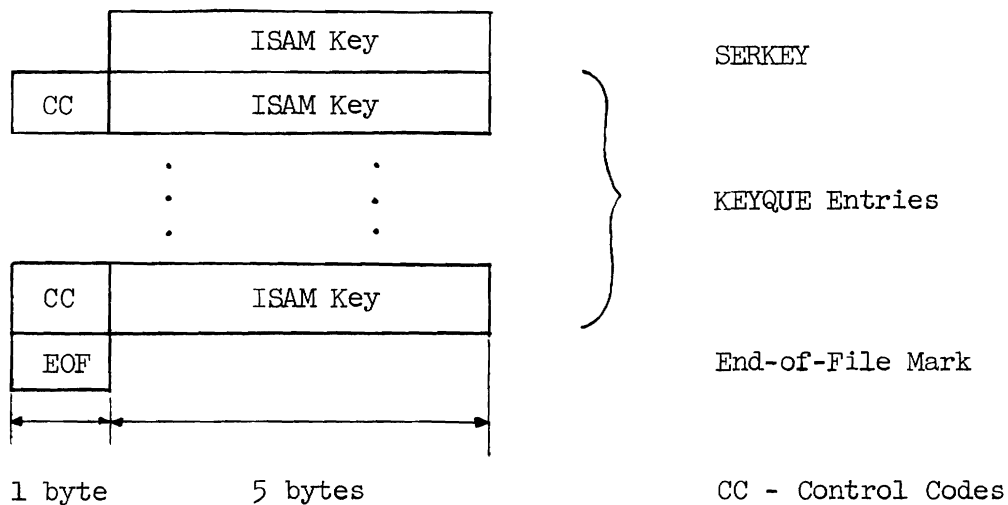 ISAM Key SERKEY
CC ISAM Key
KEYQUE Entries
CC ISAM Key
EOF End-of-File Mark
1 byte 5 bytes CC - Control Codes